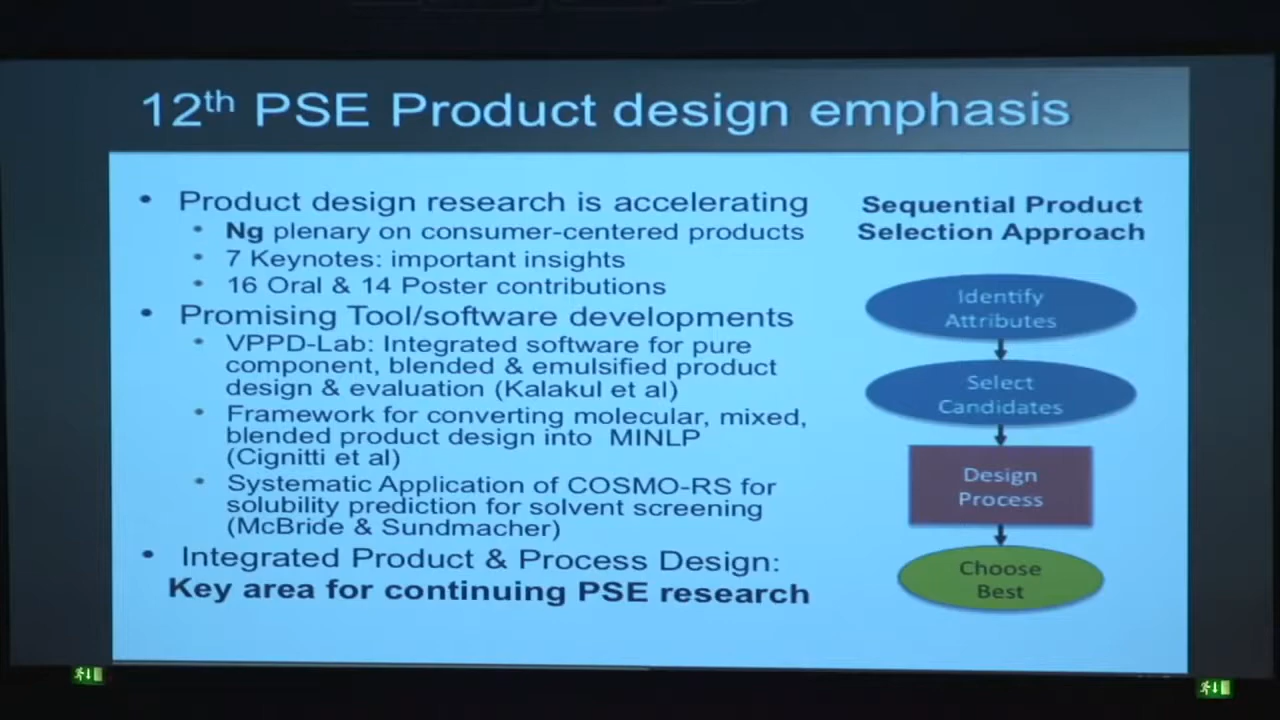 12th PSE Product design emphasis
• Product design research is accelerating
• Ng plenary on consumer-centered products
• 7 Keynotes: important insights
• 16 Oral & 14 Poster contributions
• Promising Tool/software developments
• VPPD-Lab: Integrated software for pure
component, blended & emulsified product
design & evaluation (Kalakul et al)
• Framework for converting molecular, mixed,
blended product design into MINLP
(Cignitti et al)
• Systematic Application of COSMO-RS for
solubility prediction for solvent screening
(McBride & Sundmacher)
• Integrated Product & Process Design:
Key area for continuing PSE research
Sequential Product
Selection Approach
Identify
Attributes
Select
Candidates
Design
Process
Choose
Best